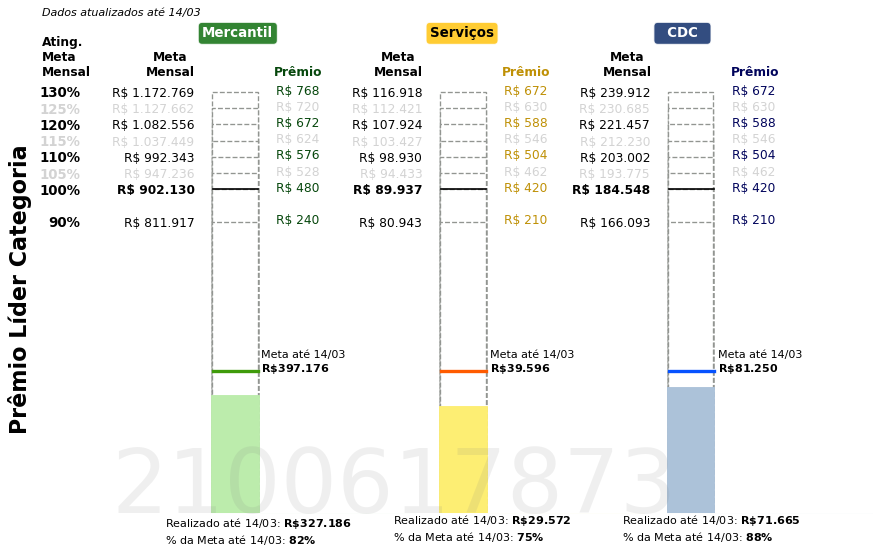 Dados atualizados até 14/03
Mercantil Serviços CDC
Ating.
Meta
Mensal
Meta
Mensal
Prêmio
Meta
Mensal
Prêmio
Meta
Mensal
Prêmio
130% R$ 1.172.769 R$ 768 R$ 116.918 R$ 672 R$ 239.912 R$ 672
125% R$ 1.127.662 R$ 720 R$ 112.421 R$ 630 R$ 230.685 R$ 630
120% R$ 1.082.556 R$ 672 R$ 107.924 R$ 588 R$ 221.457 R$ 588
115% R$ 1.037.449 R$ 624 R$ 103.427 R$ 546 R$ 212.230 R$ 546
110% R$ 992.343 R$ 576 R$ 98.930 R$ 504 R$ 203.002 R$ 504
105% R$ 947.236 R$ 528 R$ 94.433 R$ 462 R$ 193.775 R$ 462
100% R$ 902.130 R$ 480 R$ 89.937 R$ 420 R$ 184.548 R$ 420
90% R$ 811.917 R$ 240 R$ 80.943 R$ 210 R$ 166.093 R$ 210
Prêmio Líder Categoria
Meta até 14/03
R$397.176
Meta até 14/03
R$39.596
Meta até 14/03
R$81.250
2100617873
Realizado até 14/03: R$327.186
% da Meta até 14/03: 82%
Realizado até 14/03: R$29.572
% da Meta até 14/03: 75%
Realizado até 14/03: R$71.665
% da Meta até 14/03: 88%